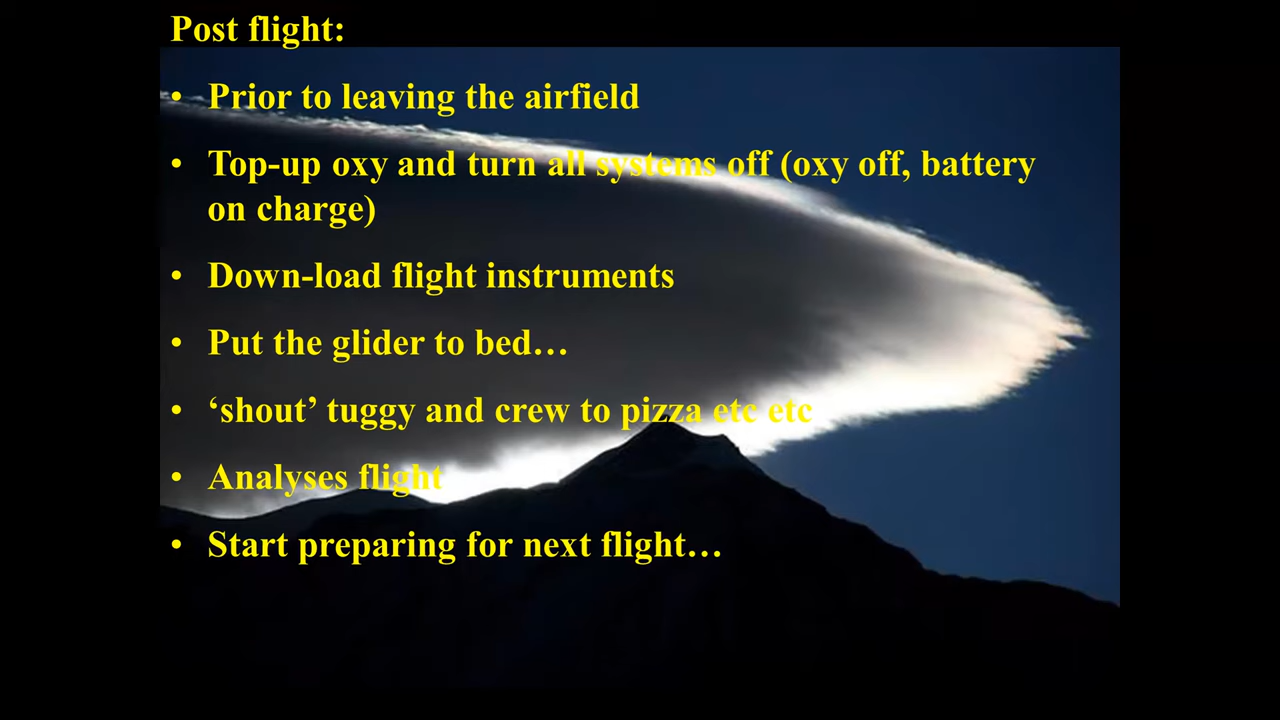 Post flight:
• Prior to leaving the airfield
• Top-up oxy and turn all systems off (oxy off, battery
on charge)
• Down-load flight instruments
• Put the glider to bed…
• ‘shout’ tuggy and crew to pizza etc etc
• Analyses flight
• Start preparing for next flight…